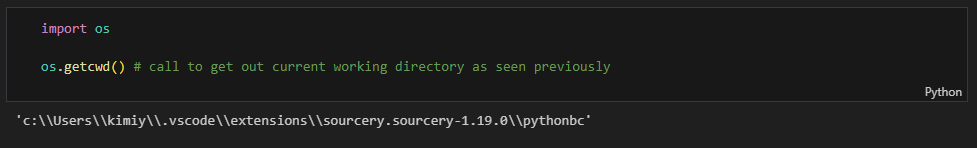 import os
os.getcwd() # call to get out current working directory as seen previously
Python
'c:\\Users\\kimiy\\.vscode\\extensions\\sourcery.sourcery-1.19.0\\pythonbc'